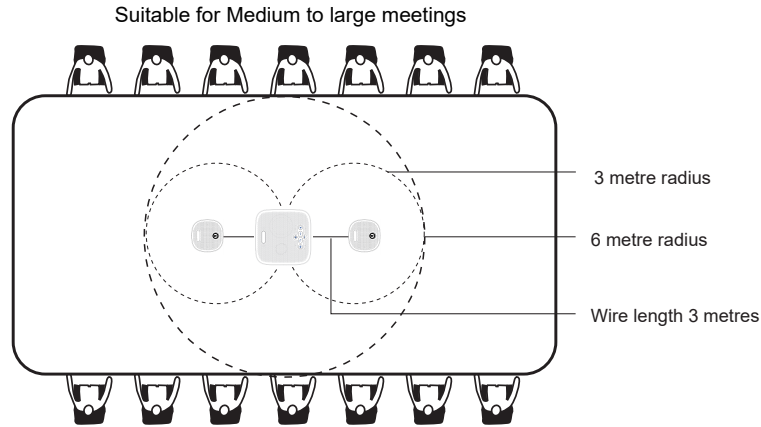 Suitable for Medium to large meetings
3 metre radius
6 metre radius
Wire length 3 metres